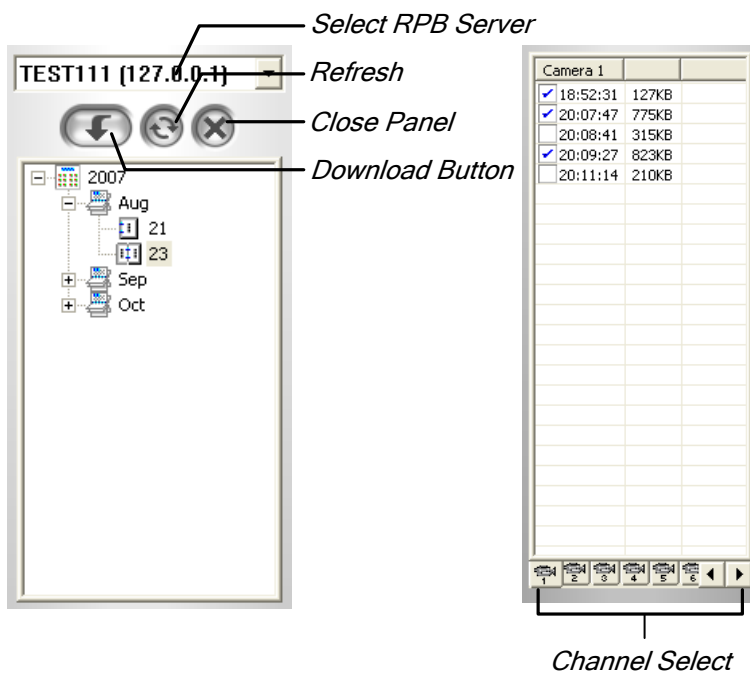 Select RPB Server
TEST111 (127.0.0.1)
Refresh
Close Panel
Download Button
2007
Aug
21
23
Sep
Oct
Camera 1
18:52:31 127KB
20:07:47 775KB
20:08:41 315KB
20:09:27 823KB
20:11:14 210KB
1 2 3 4 5 6
Channel Select